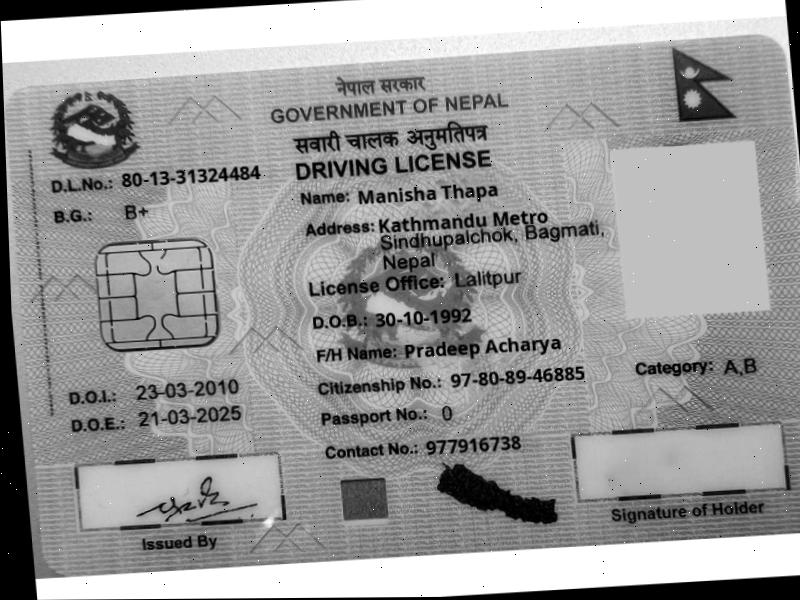 नेपाल सरकार
GOVERNMENT OF NEPAL
सवारी चालक अनुमतिपत्र
DRIVING LICENSE
D.L.No.: 80-13-31324484
B.G.: B+
Name: Manisha Thapa
Address: Kathmandu Metro
Sindhupalchok, Bagmati,
Nepal
License Office: Lalitpur
D.O.B.: 30-10-1992
F/H Name: Pradeep Acharya
Citizenship No.: 97-80-89-46885
Category: A,B
D.O.I.: 23-03-2010
D.O.E.: 21-03-2025
Passport No.: 0
Contact No.: 977916738
Issued By
Signature of Holder